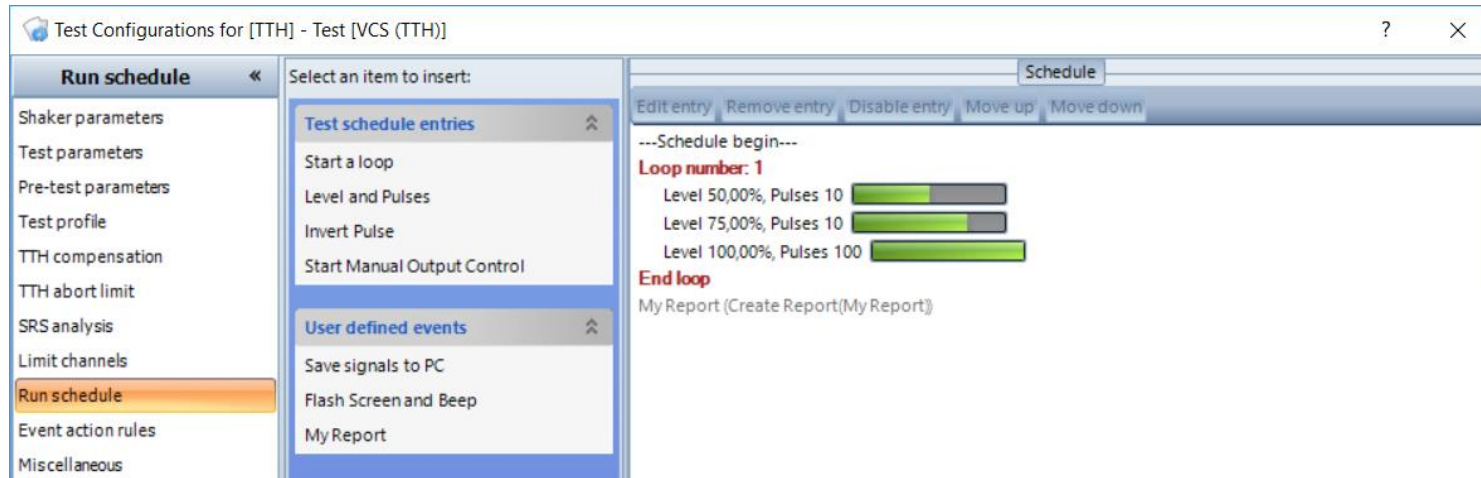 Test Configurations for [TTH] - Test [VCS (TTH)]
?
Run schedule «
Shaker parameters
Test parameters
Pre-test parameters
Test profile
TTH compensation
TTH abort limit
SRS analysis
Limit channels
Run schedule
Event action rules
Miscellaneous
Select an item to insert:
Test schedule entries
Start a loop
Level and Pulses
Invert Pulse
Start Manual Output Control
User defined events
Save signals to PC
Flash Screen and Beep
My Report
Schedule
Edit entry Remove entry Disable entry Move up Move down
---Schedule begin---
Loop number: 1
Level 50,00%, Pulses 10
Level 75,00%, Pulses 10
Level 100,00%, Pulses 100
End loop
My Report (Create Report(My Report))